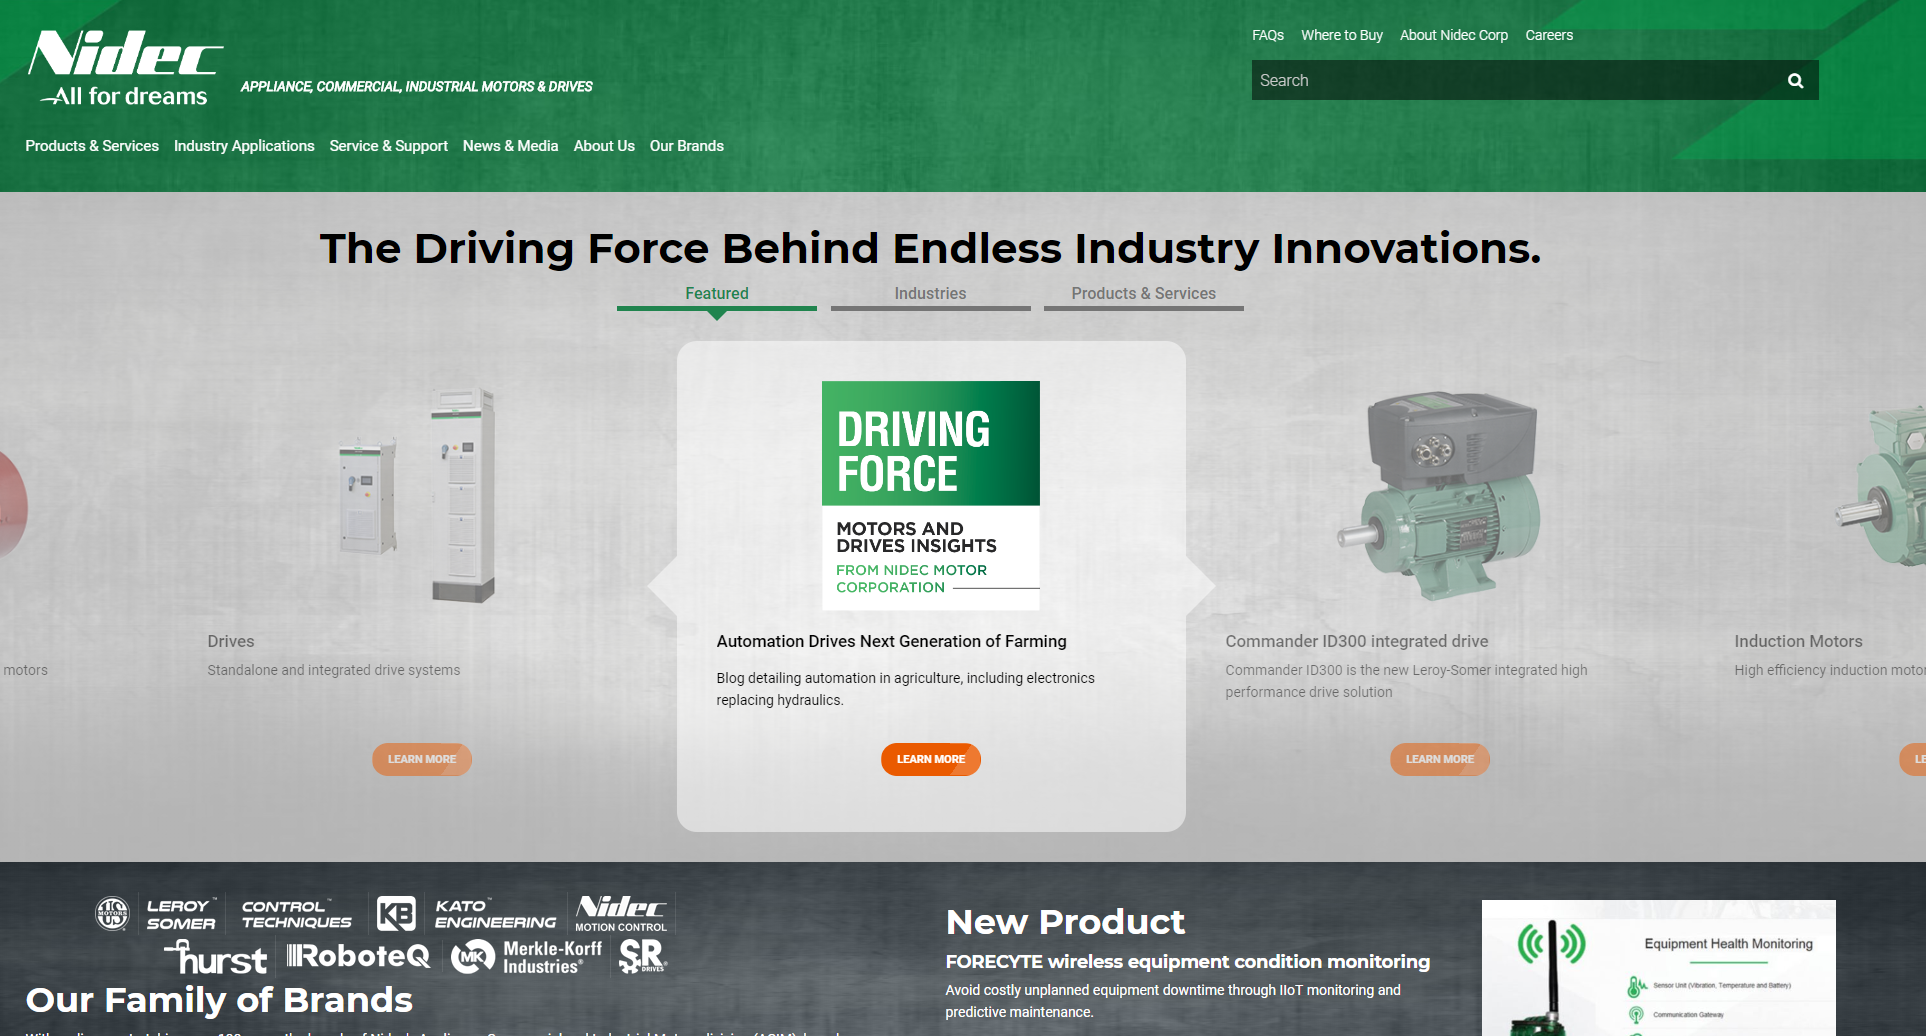 Nidec
All for dreams
APPLIANCE, COMMERCIAL, INDUSTRIAL MOTORS & DRIVES
FAQs Where to Buy About Nidec Corp Careers
Search
Products & Services Industry Applications Service & Support News & Media About Us Our Brands
The Driving Force Behind Endless Industry Innovations.
Featured Industries Products & Services
motors
Drives
Standalone and integrated drive systems
LEARN MORE
DRIVING
FORCE
MOTORS AND
DRIVES INSIGHTS
FROM NIDEC MOTOR
CORPORATION
Automation Drives Next Generation of Farming
Blog detailing automation in agriculture, including electronics
replacing hydraulics.
LEARN MORE
Commander ID300 integrated drive
Commander ID300 is the new Leroy-Somer integrated high
performance drive solution
LEARN MORE
Induction Motors
High efficiency induction motor
LE
US MOTORS LEROY SOMER™ CONTROL TECHNIQUES™ KB KATO ENGINEERING™ Nidec MOTION CONTROL
hurst RoboteQ MK Merkle-Korff Industries® SR DRIVES
Our Family of Brands
New Product
FORECYTE wireless equipment condition monitoring
Avoid costly unplanned equipment downtime through IIoT monitoring and
predictive maintenance.
Equipment Health Monitoring
Sensor Unit (Vibration, Temperature and Battery)
Communication Gateway